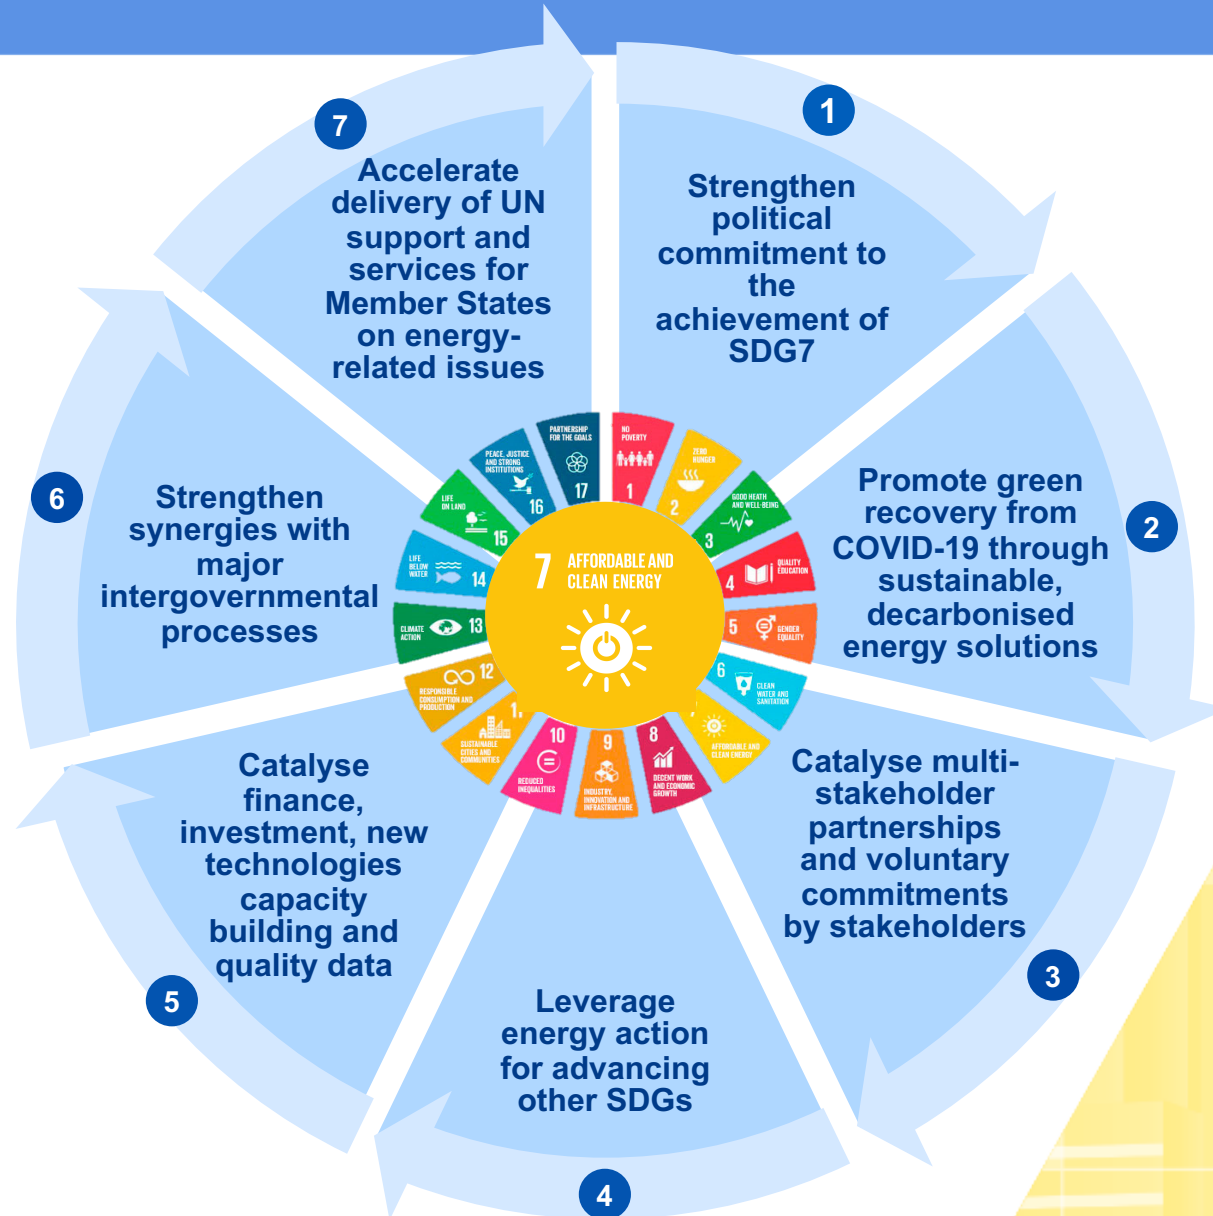 1
Strengthen
political
commitment to
the
achievement of
SDG7
2
Promote green
recovery from
COVID-19 through
sustainable,
decarbonised
energy solutions
3
Catalyse multi-
stakeholder
partnerships
and voluntary
commitments
by stakeholders
4
Leverage
energy action
for advancing
other SDGs
5
Catalyse
finance,
investment, new
technologies
capacity
building and
quality data
6
Strengthen
synergies with
major
intergovernmental
processes
7
Accelerate
delivery of UN
support and
services for
Member States
on energy-
related issues
7 AFFORDABLE AND
CLEAN ENERGY
NO
POVERTY
1
ZERO
HUNGER
2
GOOD HEATH
AND WELL-BEING
3
4
QUALITY
EDUCATION
5
GENDER
EQUALITY
6
CLEAN
WATER AND
SANITATION
AFFORDABLE AND
CLEAN ENERGY
8
DECENT WORK
AND ECONOMIC
GROWTH
9
INDUSTRY,
INNOVATION AND
INFRASTRUCTURE
10
REDUCED
INEQUALITIES
SUSTAINABLE
CITIES AND
COMMUNITIES
12
RESPONSIBLE
CONSUMPTION AND
PRODUCTION
CLIMATE
ACTION
13
LIFE
BELOW
WATER
14
LIFE
ON LAND
15
PEACE, JUSTICE
AND STRONG
INSTITUTIONS
16
PARTNERSHIP
FOR THE GOALS
17